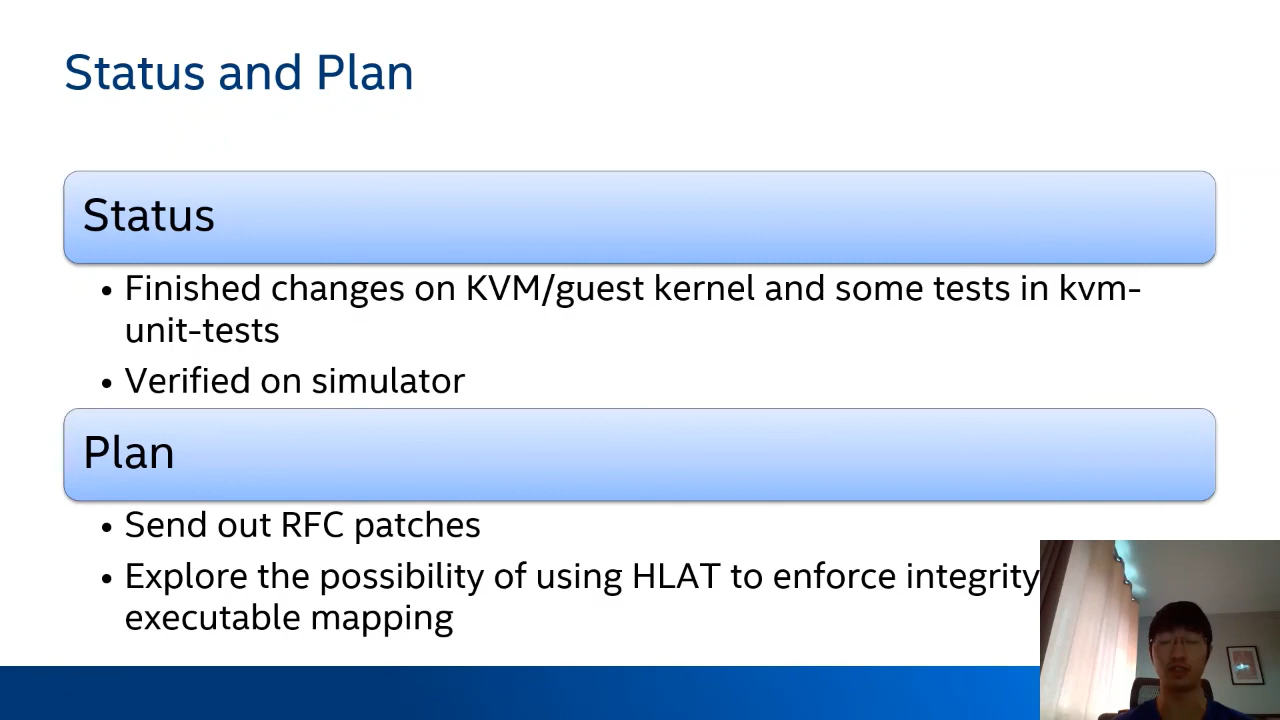 Status and Plan
Status
• Finished changes on KVM/guest kernel and some tests in kvm-
unit-tests
• Verified on simulator
Plan
• Send out RFC patches
• Explore the possibility of using HLAT to enforce integrity
executable mapping